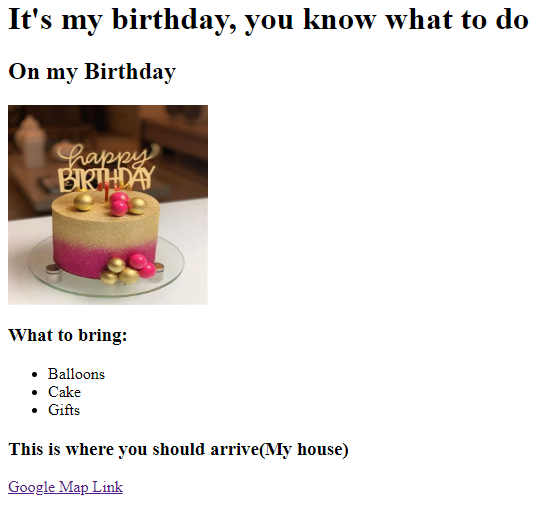 It's my birthday, you know what to do
On my Birthday
happy
BIRTHDAY
What to bring:
Balloons
Cake
Gifts
This is where you should arrive(My house)
Google Map Link